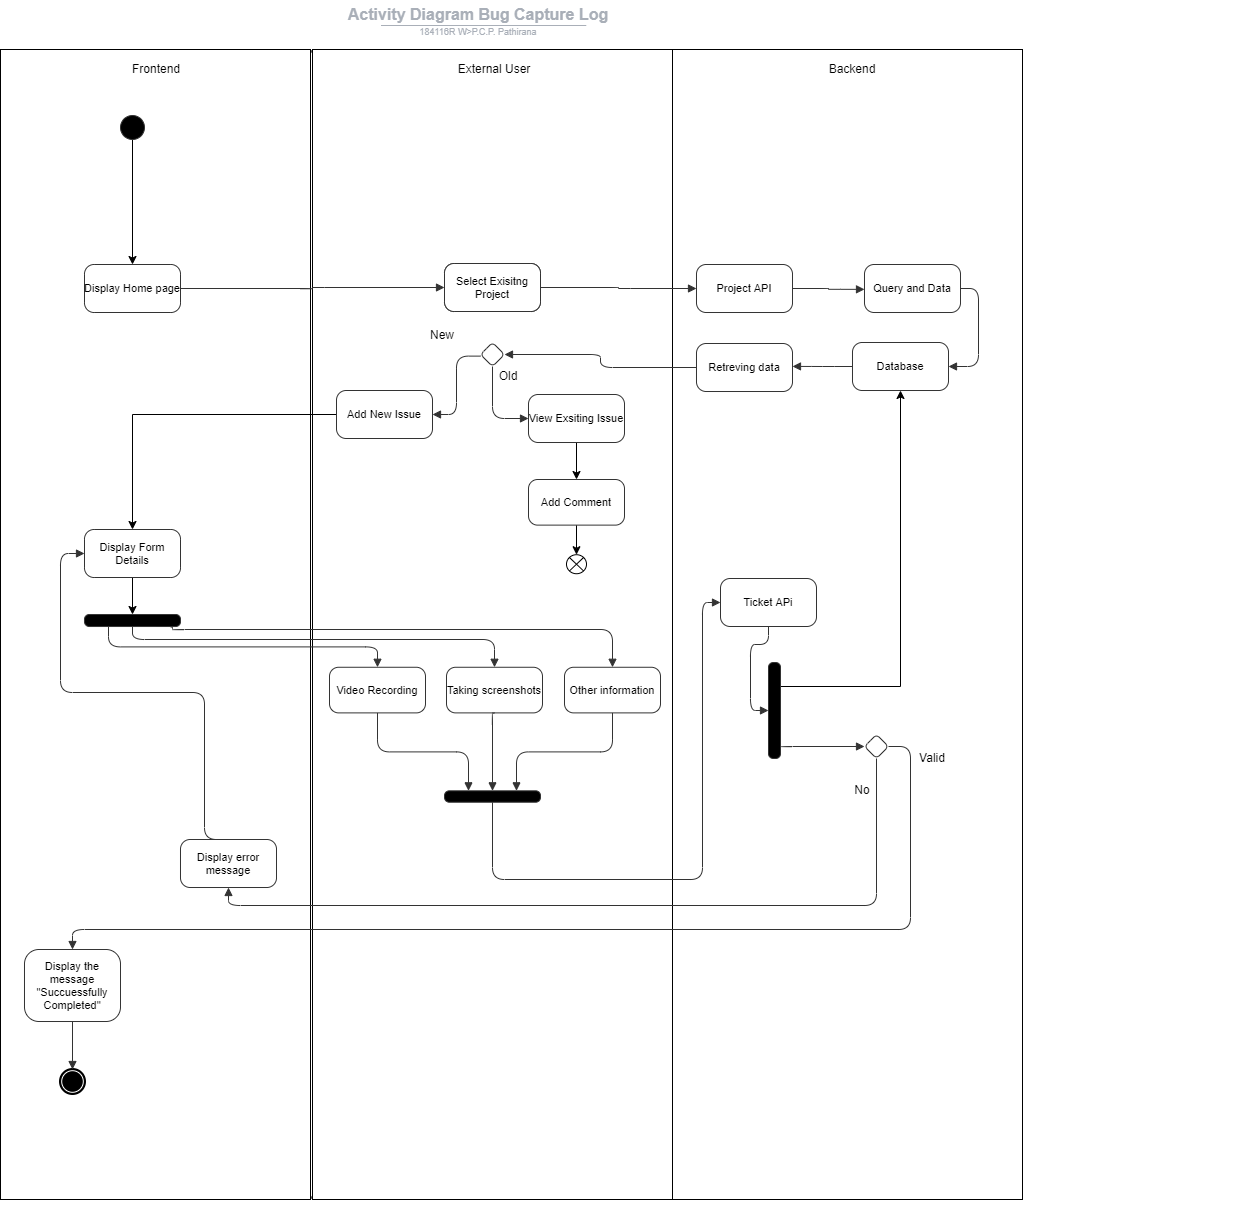 Activity Diagram Bug Capture Log
184116R W>P.C.P. Pathirana
Frontend
External User
Backend
Display Home page
Select Exisitng
Project
Project API
Query and Data
New
Old
Retreving data
Database
Add New Issue
View Exsiting Issue
Add Comment
Display Form
Details
Ticket APi
Video Recording
Taking screenshots
Other information
Valid
No
Display error
message
Display the
message
"Succuessfully
Completed"